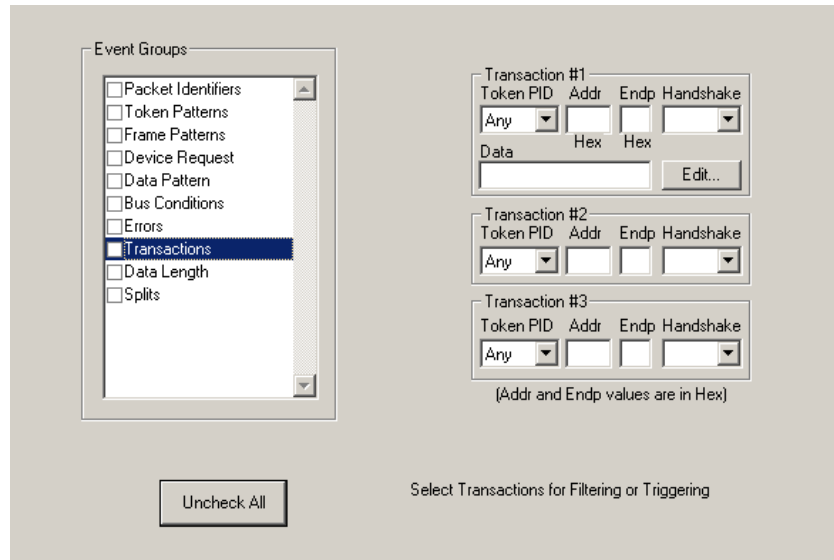 Event Groups
Packet Identifiers
Token Patterns
Frame Patterns
Device Request
Data Pattern
Bus Conditions
Errors
Transactions
Data Length
Splits
Uncheck All
Transaction #1
Token PID Addr Endp Handshake
Any
Hex Hex
Data
Edit...
Transaction #2
Token PID Addr Endp Handshake
Any
Transaction #3
Token PID Addr Endp Handshake
Any
(Addr and Endp values are in Hex)
Select Transactions for Filtering or Triggering